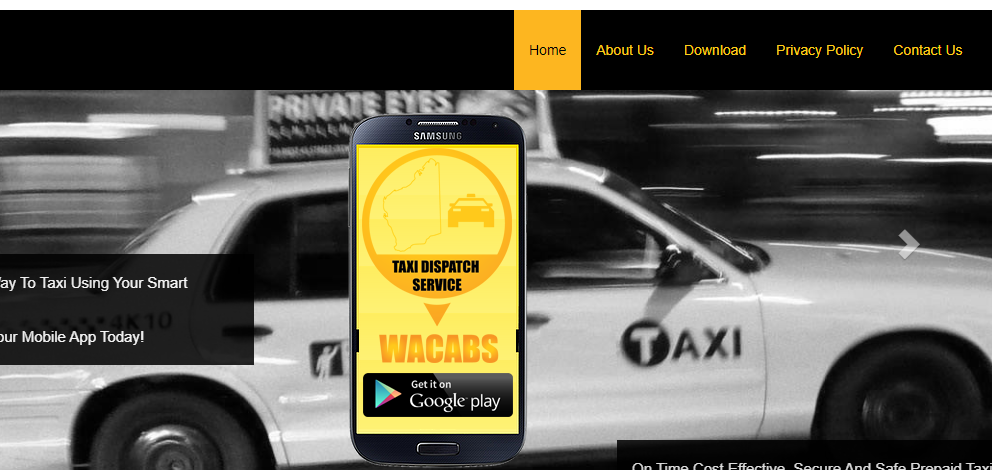 Home About Us Download Privacy Policy Contact Us
PRIVATE EYES
SAMSUNG
TAXI DISPATCH
SERVICE
WACABS
Get it on
Google play
ay To Taxi Using Your Smart
our Mobile App Today!
4K10
TAXI
On Time Cost Effective, Secure And Safe Prepaid Taxi